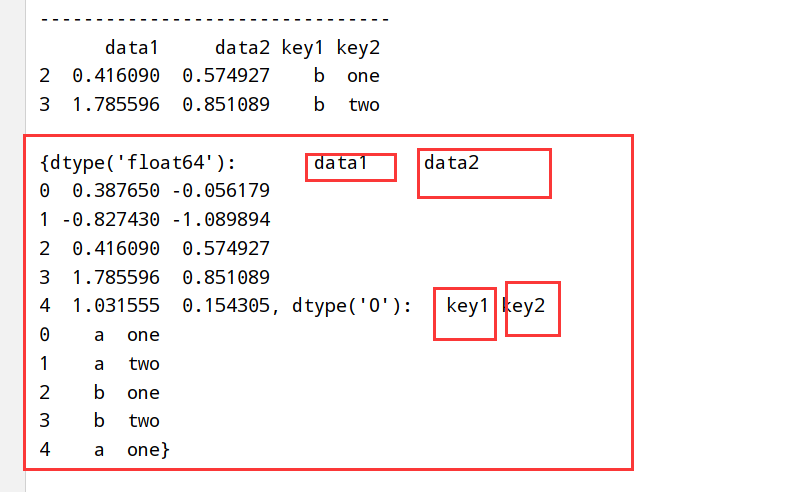 --------------------------------
      data1     data2 key1 key2
2  0.416090  0.574927    b  one
3  1.785596  0.851089    b  two
{dtype('float64'):       data1     data2
0  0.387650 -0.056179
1 -0.827430 -1.089894
2  0.416090  0.574927
3  1.785596  0.851089
4  1.031555  0.154305, dtype('O'):   key1 key2
0    a  one
1    a  two
2    b  one
3    b  two
4    a  one}